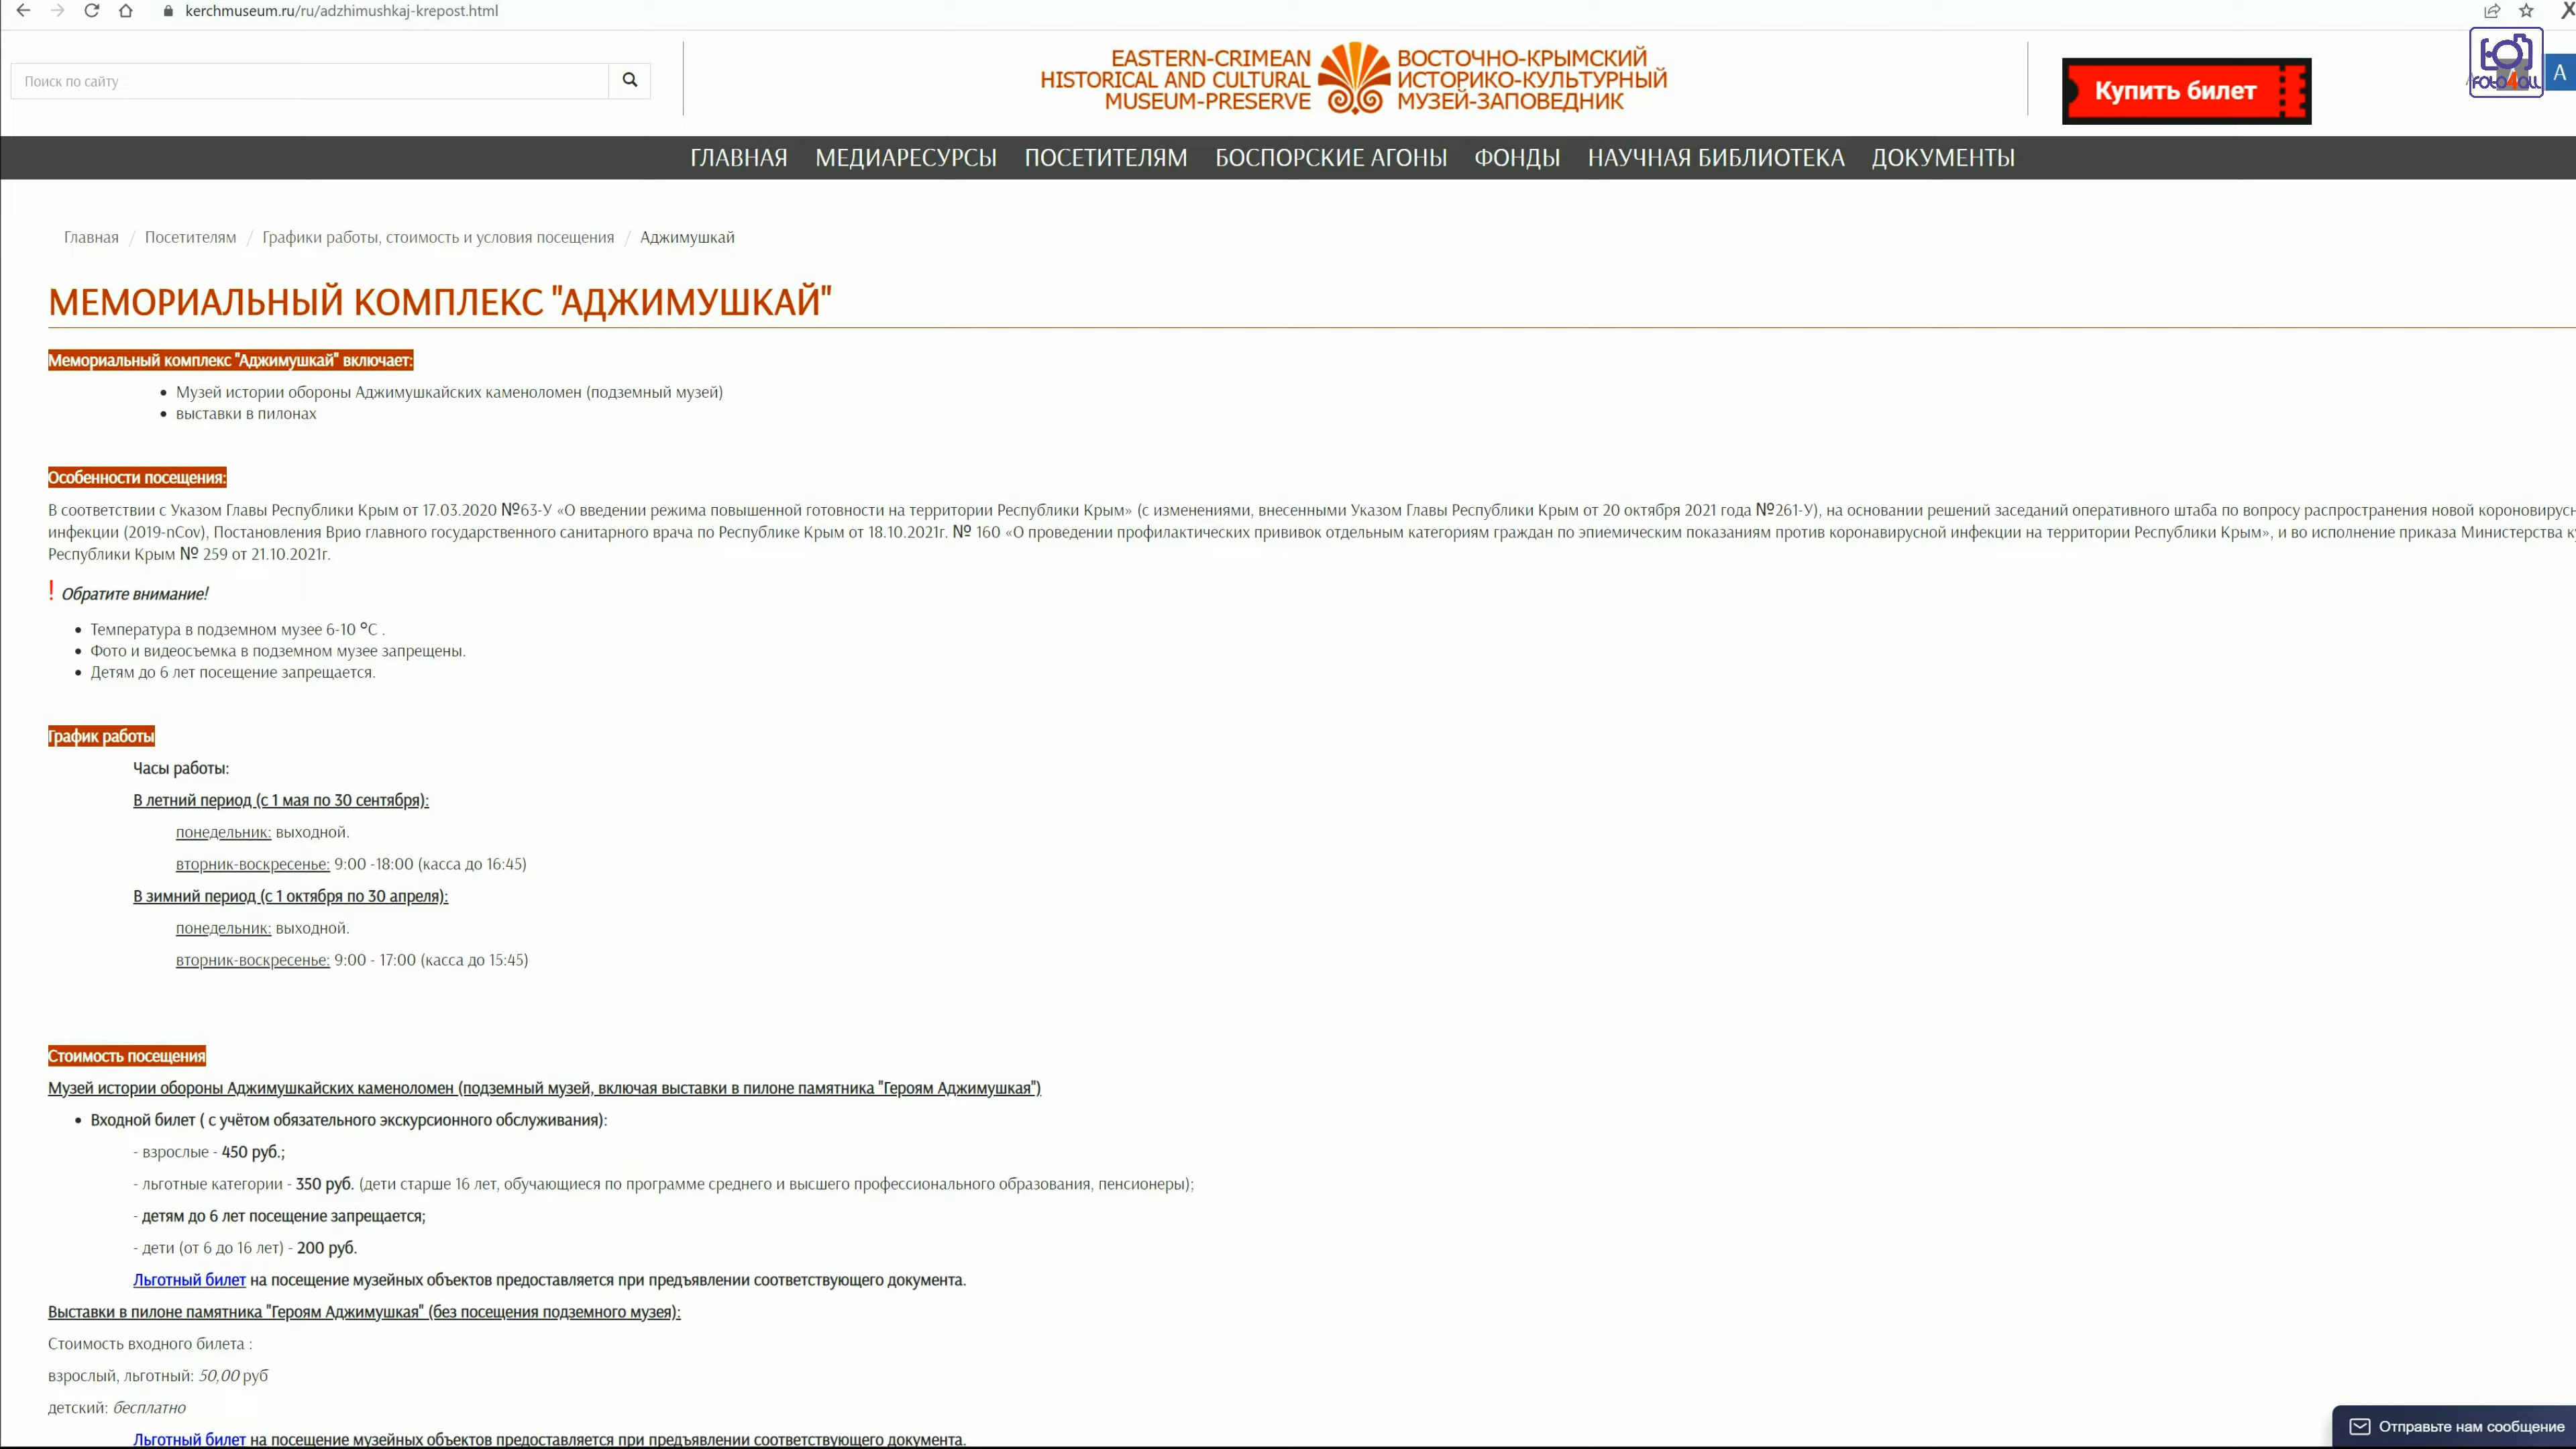 kerchmuseum.ru/ru/adzhimushkaj-krepost.html
Поиск по сайту
EASTERN-CRIMEAN
HISTORICAL AND CULTURAL
MUSEUM-PRESERVE
ВОСТОЧНО-КРЫМСКИЙ
ИСТОРИКО-КУЛЬТУРНЫЙ
МУЗЕЙ-ЗАПОВЕДНИК
Купить билет
Foto4all
A
ГЛАВНАЯ МЕДИАРЕСУРСЫ ПОСЕТИТЕЛЯМ БОСПОРСКИЕ АГОНЫ ФОНДЫ НАУЧНАЯ БИБЛИОТЕКА ДОКУМЕНТЫ
Главная / Посетителям / Графики работы, стоимость и условия посещения / Аджимушкай
МЕМОРИАЛЬНЫЙ КОМПЛЕКС "АДЖИМУШКАЙ"
Мемориальный комплекс "Аджимушкай" включает:
• Музей истории обороны Аджимушкайских каменоломен (подземный музей)
• выставки в пилонах
Особенности посещения:
В соответствии с Указом Главы Республики Крым от 17.03.2020 №63-У «О введении режима повышенной готовности на территории Республики Крым» (с изменениями, внесенными Указом Главы Республики Крым от 20 октября 2021 года №261-У), на основании решений заседаний оперативного штаба по вопросу распространения новой короновирусн
инфекции (2019-nCov), Постановления Врио главного государственного санитарного врача по Республике Крым от 18.10.2021г. № 160 «О проведении профилактических прививок отдельным категориям граждан по эпиемическим показаниям против коронавирусной инфекции на территории Республики Крым», и во исполнение приказа Министерства
Республики Крым № 259 от 21.10.2021г.
! Обратите внимание!
• Температура в подземном музее 6-10 °C .
• Фото и видеосъемка в подземном музее запрещены.
• Детям до 6 лет посещение запрещается.
График работы
Часы работы:
В летний период (с 1 мая по 30 сентября):
понедельник: выходной.
вторник-воскресенье: 9:00 -18:00 (касса до 16:45)
В зимний период (с 1 октября по 30 апреля):
понедельник: выходной.
вторник-воскресенье: 9:00 - 17:00 (касса до 15:45)
Стоимость посещения
Музей истории обороны Аджимушкайских каменоломен (подземный музей, включая выставки в пилоне памятника "Героям Аджимушкая")
• Входной билет ( с учётом обязательного экскурсионного обслуживания):
- взрослые - 450 руб.;
- льготные категории - 350 руб. (дети старше 16 лет, обучающиеся по программе среднего и высшего профессионального образования, пенсионеры);
- детям до 6 лет посещение запрещается;
- дети (от 6 до 16 лет) - 200 руб.
Льготный билет на посещение музейных объектов предоставляется при предъявлении соответствующего документа.
Выставки в пилоне памятника "Героям Аджимушкая" (без посещения подземного музея):
Стоимость входного билета :
взрослый, льготный: 50,00 руб
детский: бесплатно
Льготный билет на посещение музейных объектов предоставляется при предъявлении соответствующего документа.
Отправьте нам сообщение